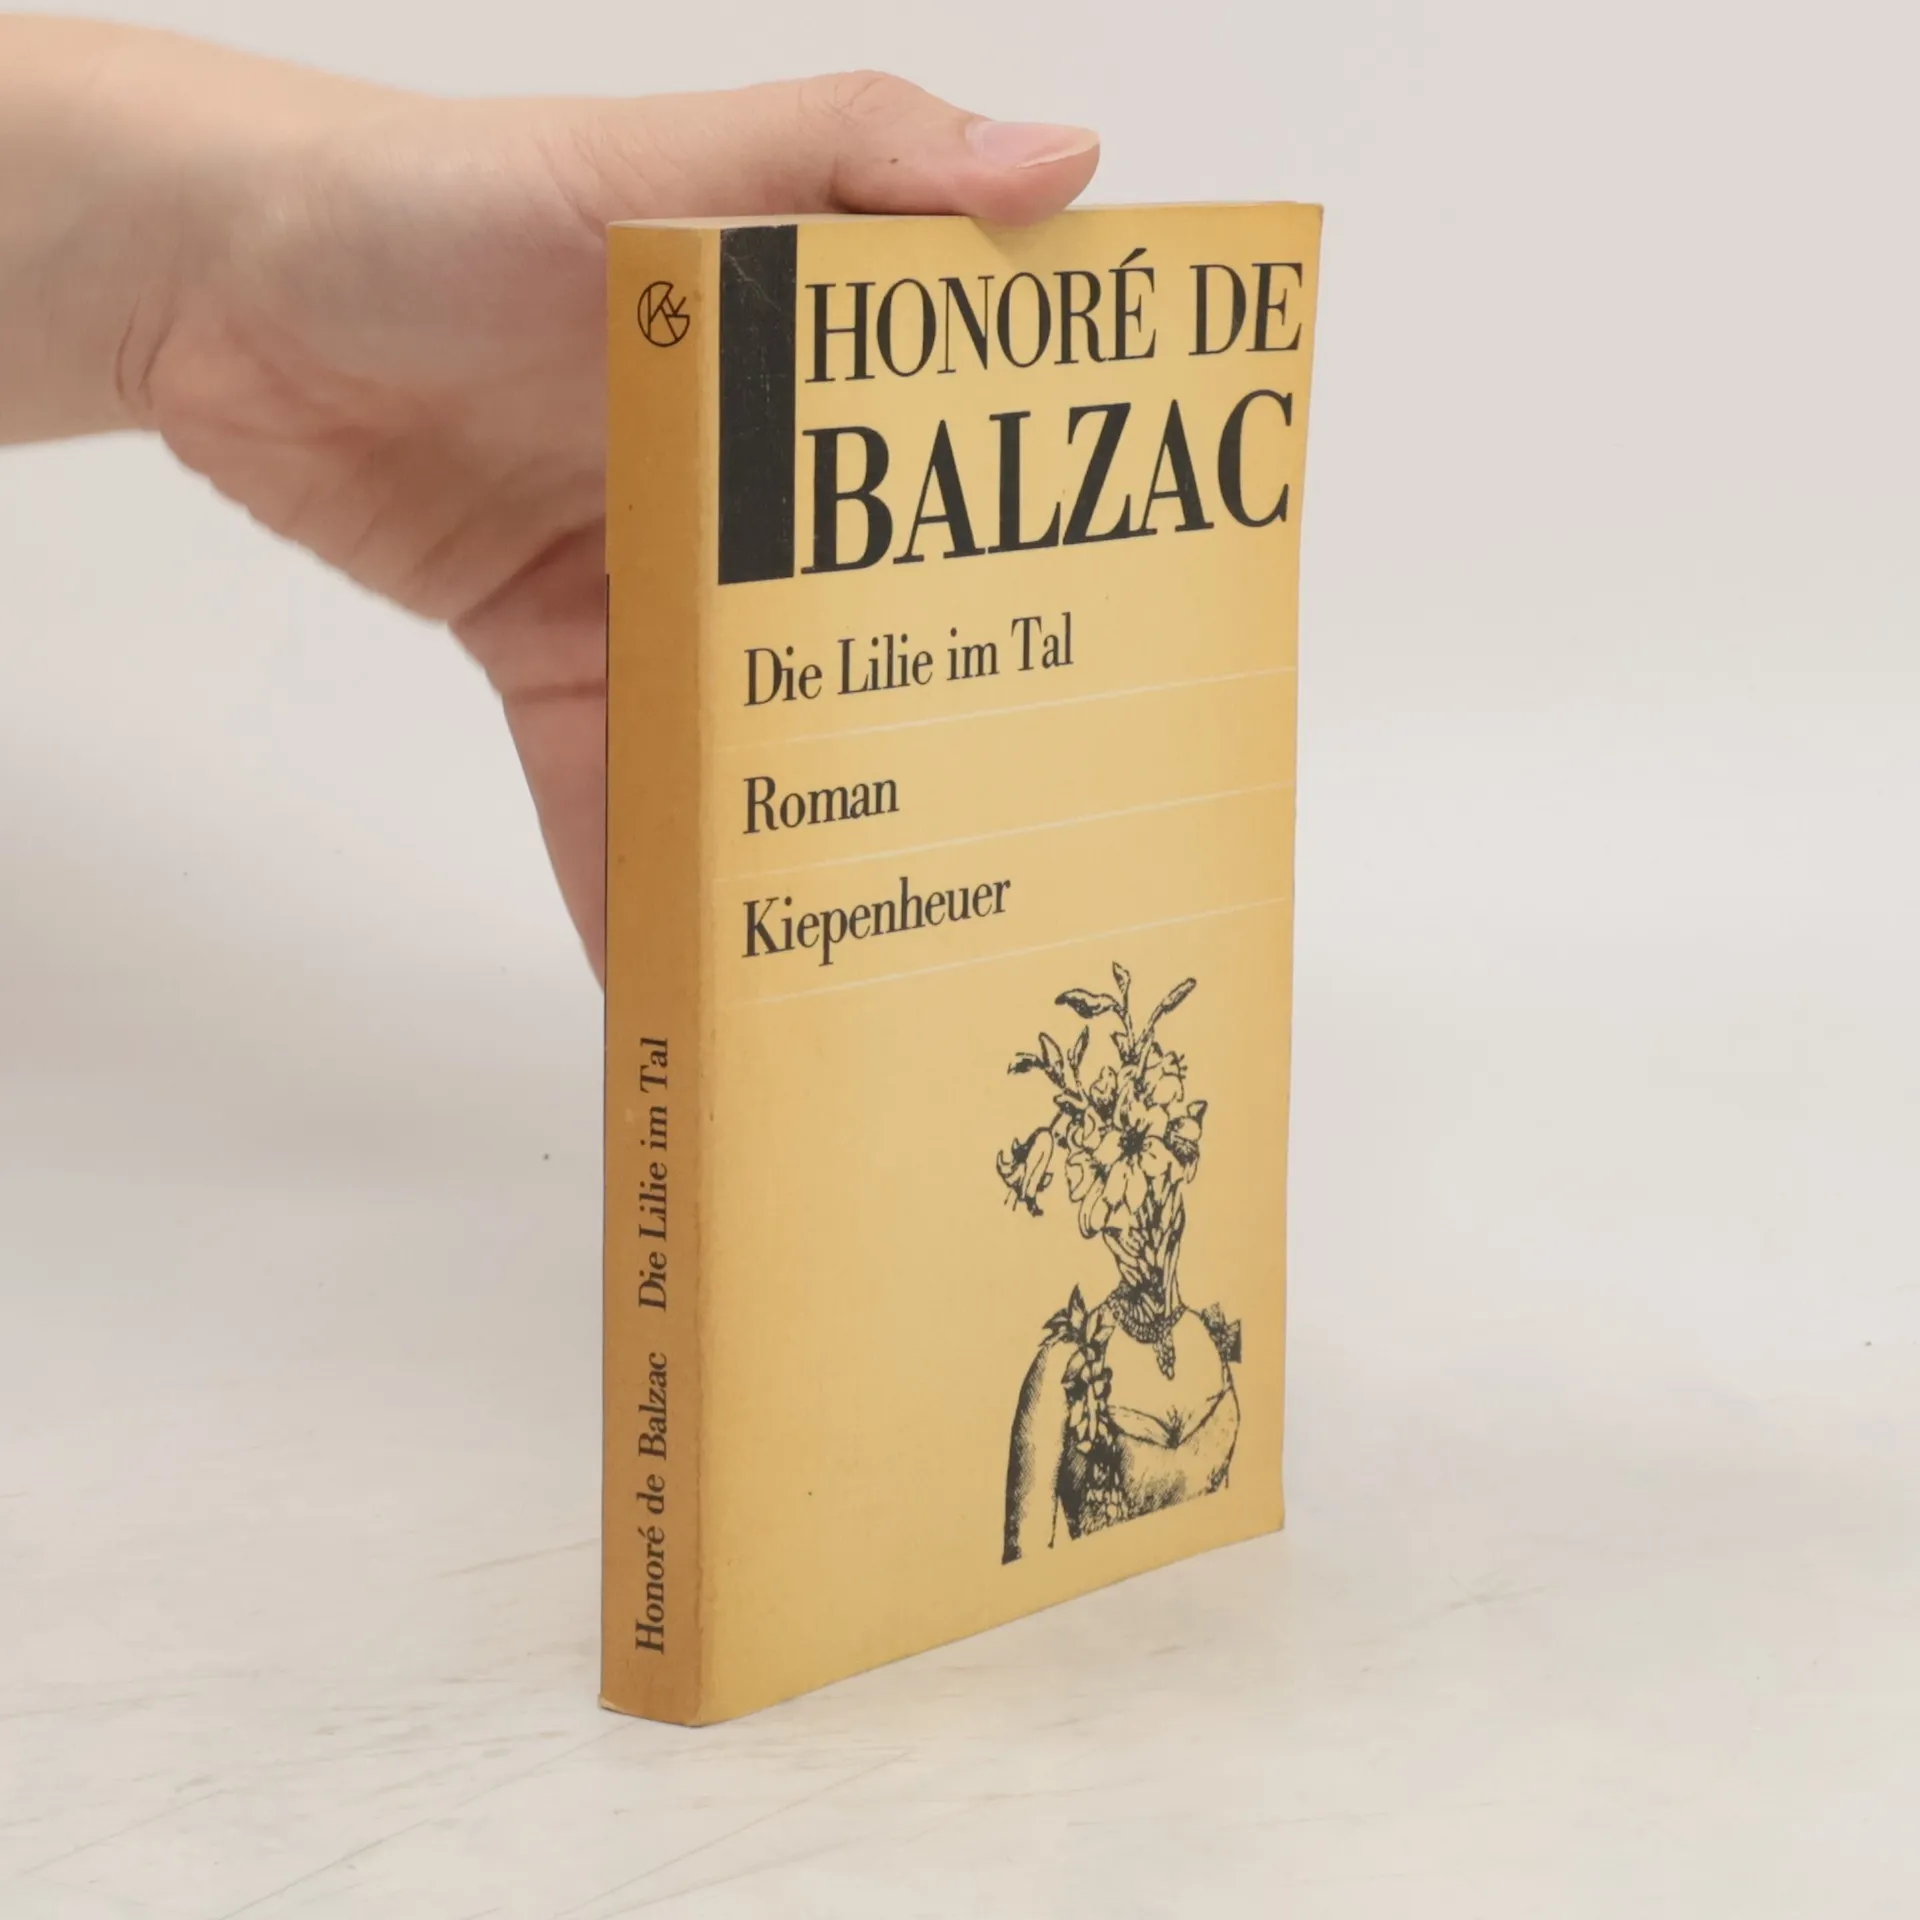 HONORÉ DE
BALZAC
Die Lilie im Tal
Roman
Kiepenheuer
Honoré de Balzac Die Lilie im Tal